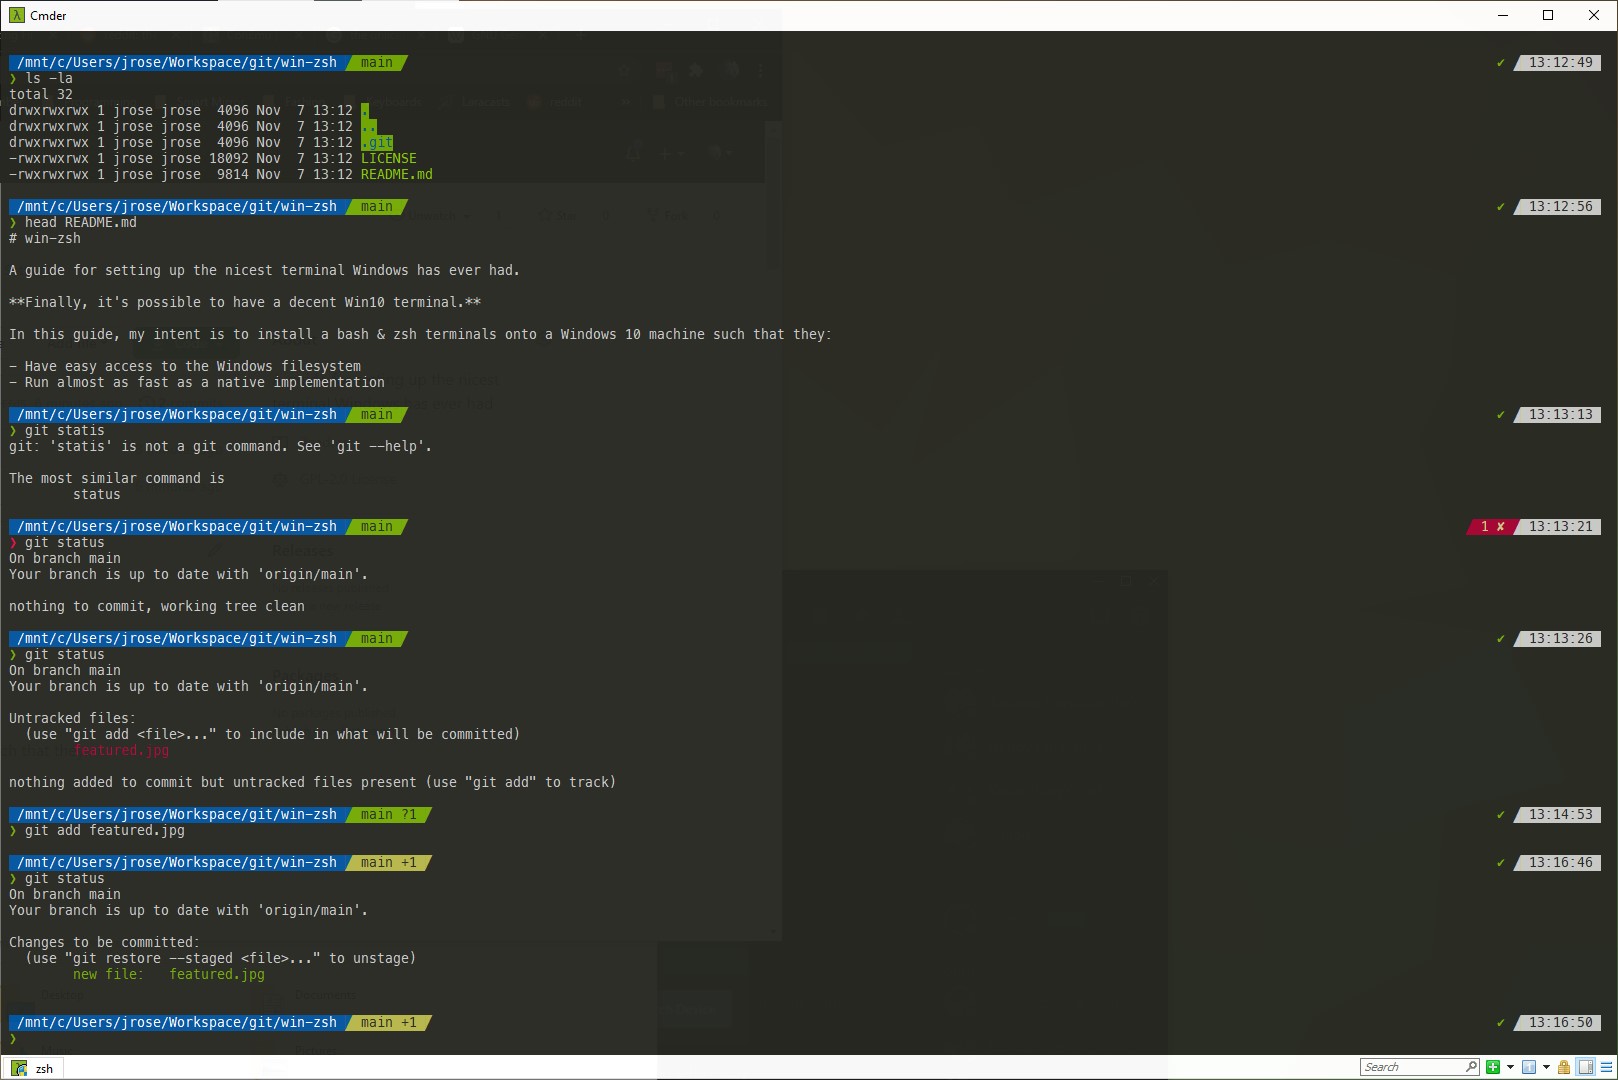 Cmder
/mnt/c/Users/jrose/Workspace/git/win-zsh main ✔ 13:12:49
❯ ls -la
total 32
drwxrwxrwx 1 jrose jrose  4096 Nov  7 13:12 .
drwxrwxrwx 1 jrose jrose  4096 Nov  7 13:12 ..
drwxrwxrwx 1 jrose jrose  4096 Nov  7 13:12 .git
-rwxrwxrwx 1 jrose jrose 18092 Nov  7 13:12 LICENSE
-rwxrwxrwx 1 jrose jrose  9814 Nov  7 13:12 README.md
/mnt/c/Users/jrose/Workspace/git/win-zsh main ✔ 13:12:56
❯ head README.md
# win-zsh
A guide for setting up the nicest terminal Windows has ever had.
**Finally, it's possible to have a decent Win10 terminal.**
In this guide, my intent is to install a bash & zsh terminals onto a Windows 10 machine such that they:
- Have easy access to the Windows filesystem
- Run almost as fast as a native implementation
/mnt/c/Users/jrose/Workspace/git/win-zsh main ✔ 13:13:13
❯ git statis
git: 'statis' is not a git command. See 'git --help'.
The most similar command is
status
/mnt/c/Users/jrose/Workspace/git/win-zsh main 1 ✘ 13:13:21
❯ git status
On branch main
Your branch is up to date with 'origin/main'.
nothing to commit, working tree clean
/mnt/c/Users/jrose/Workspace/git/win-zsh main ✔ 13:13:26
❯ git status
On branch main
Your branch is up to date with 'origin/main'.
Untracked files:
(use "git add <file>..." to include in what will be committed)
featured.jpg
nothing added to commit but untracked files present (use "git add" to track)
/mnt/c/Users/jrose/Workspace/git/win-zsh main ?1 ✔ 13:14:53
❯ git add featured.jpg
/mnt/c/Users/jrose/Workspace/git/win-zsh main +1 ✔ 13:16:46
❯ git status
On branch main
Your branch is up to date with 'origin/main'.
Changes to be committed:
(use "git restore --staged <file>..." to unstage)
new file:   featured.jpg
/mnt/c/Users/jrose/Workspace/git/win-zsh main +1 ✔ 13:16:50
❯
zsh Search